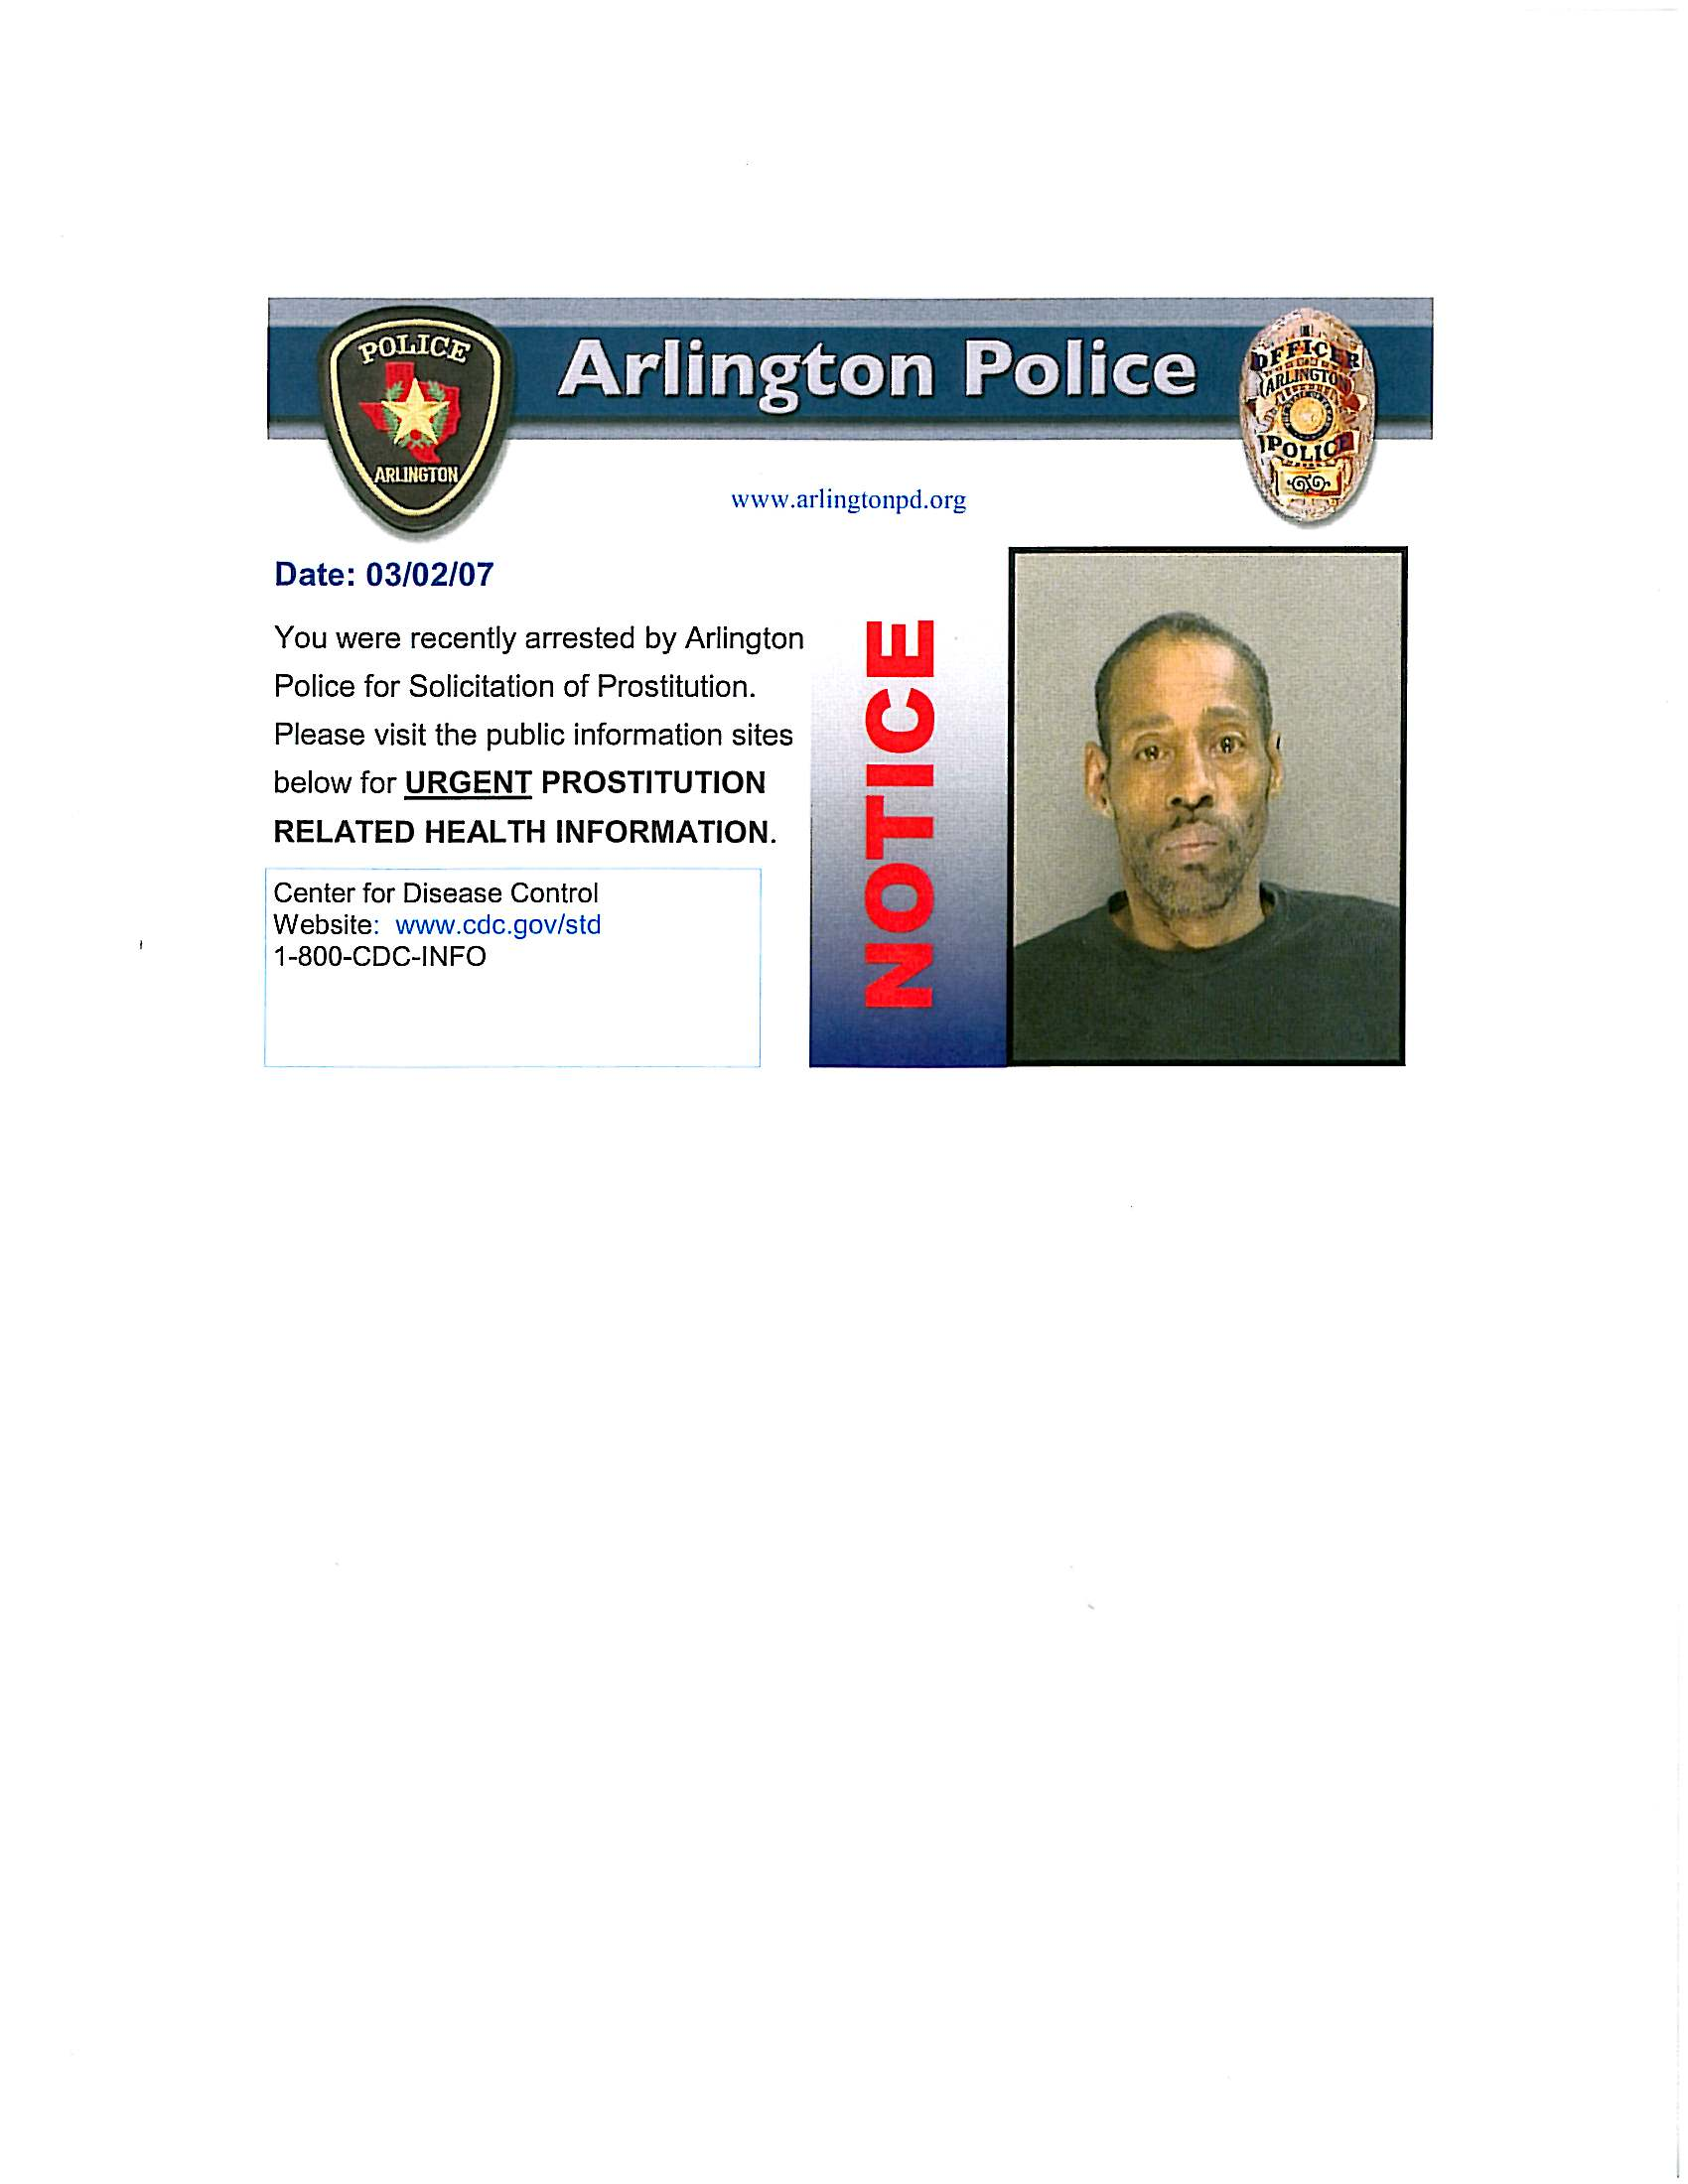 POLICE
ARLINGTON
Arlington Police
OFFICER
ARLINGTON
POLICE
www.arlingtonpd.org
Date: 03/02/07
You were recently arrested by Arlington
Police for Solicitation of Prostitution.
Please visit the public information sites
below for URGENT PROSTITUTION
RELATED HEALTH INFORMATION.
Center for Disease Control
Website: www.cdc.gov/std
1-800-CDC-INFO
NOTICE